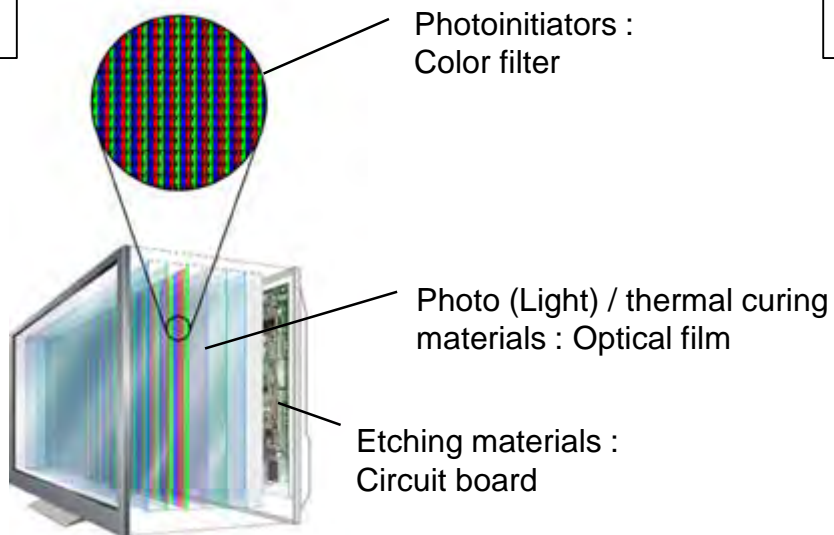 Photoinitiators :
Color filter
Photo (Light) / thermal curing
materials : Optical film
Etching materials :
Circuit board